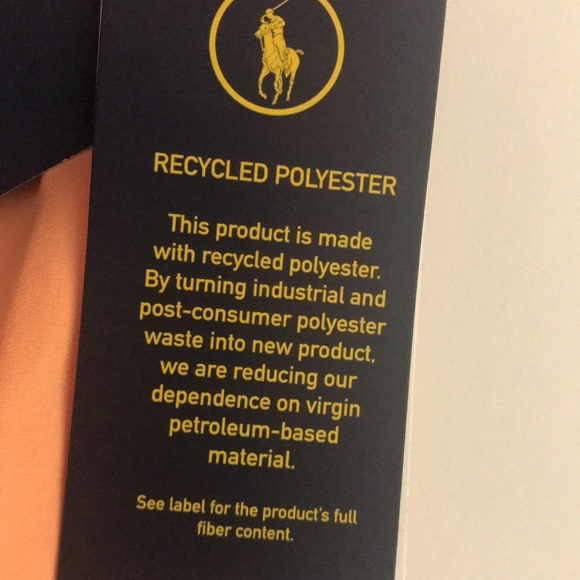 RECYCLED POLYESTER
This product is made
with recycled polyester.
By turning industrial and
post-consumer polyester
waste into new product,
we are reducing our
dependence on virgin
petroleum-based
material.
See label for the product's full
fiber content.